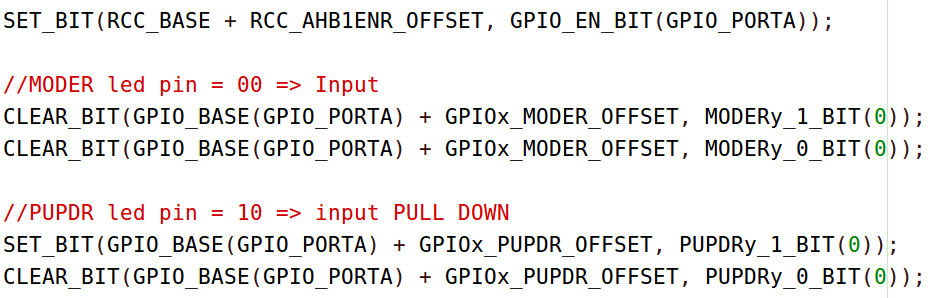 SET_BIT(RCC_BASE + RCC_AHB1ENR_OFFSET, GPIO_EN_BIT(GPIO_PORTA));
//MODER led pin = 00 => Input
CLEAR_BIT(GPIO_BASE(GPIO_PORTA) + GPIOx_MODER_OFFSET, MODERy_1_BIT(0));
CLEAR_BIT(GPIO_BASE(GPIO_PORTA) + GPIOx_MODER_OFFSET, MODERy_0_BIT(0));
//PUPDR led pin = 10 => input PULL DOWN
SET_BIT(GPIO_BASE(GPIO_PORTA) + GPIOx_PUPDR_OFFSET, PUPDRy_1_BIT(0));
CLEAR_BIT(GPIO_BASE(GPIO_PORTA) + GPIOx_PUPDR_OFFSET, PUPDRy_0_BIT(0));